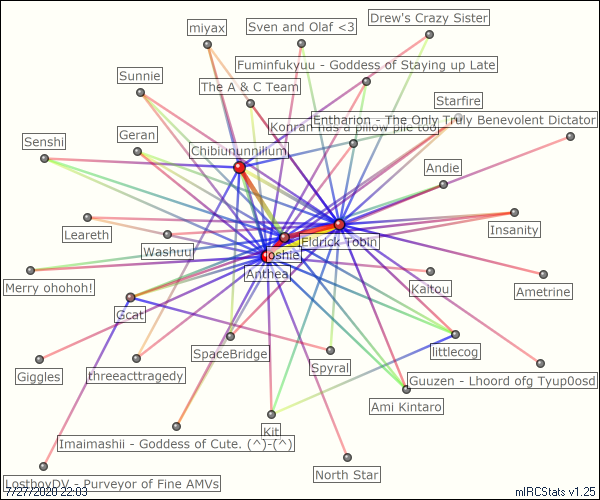 Drew's Crazy Sister
miyax
Sven and Olaf <3
Fuminfukyuu - Goddess of Staying up Late
Sunnie
The A & C Team
Starfire
Entharion - The Only Truly Benevolent Dictator
Konran has a pillow pile too
Geran
Senshi
Chibiununnilium
Andie
Leareth
Insanity
Washuu
Eldrick Tobin
Joshie
Anthea
Merry ohohoh!
Kaitou
Ametrine
Gcat
SpaceBridge
littlecog
Giggles
threeacttragedy
Spyral
Guuzen - Lhoord ofg Tyup0osd
Ami Kintaro
Kit
Imaimashii - Goddess of Cute. (^)-(^)
North Star
LostboyDV - Purveyor of Fine AMVs
7/27/2020 22:03
mIRCStats v1.25